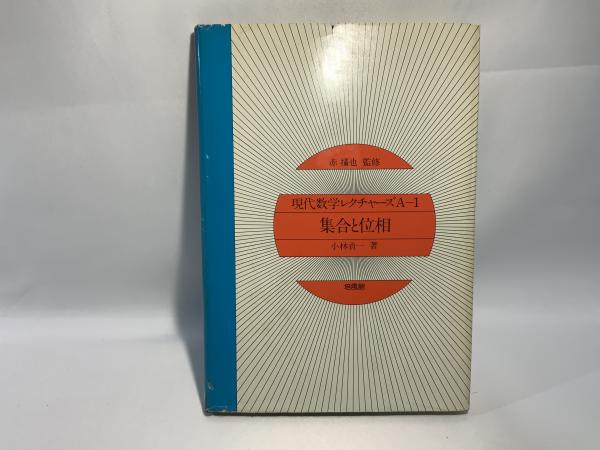 赤 攝也 監修
現代数学レクチャーズA-1
集合と位相
小林貞一 著
培風館